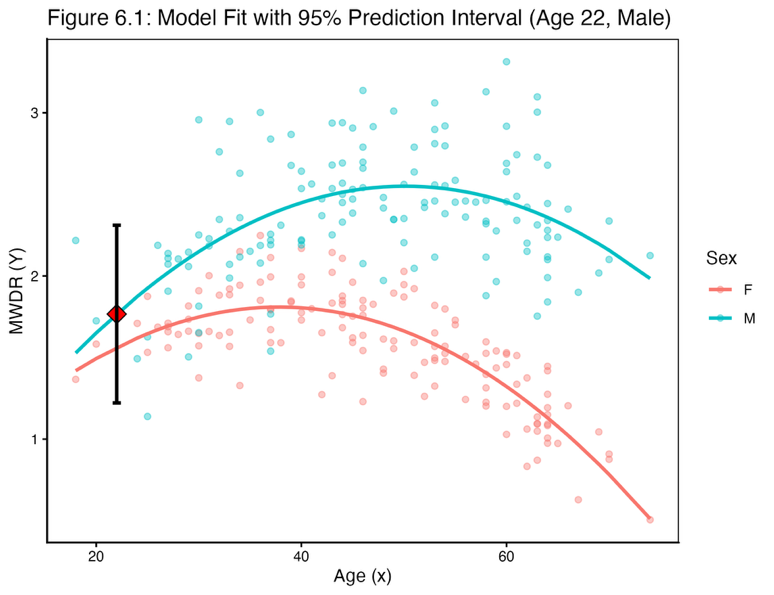 Figure 6.1: Model Fit with 95% Prediction Interval (Age 22, Male)
MWDR (Y)
3
2
1
20 40 60
Age (x)
Sex
F
M